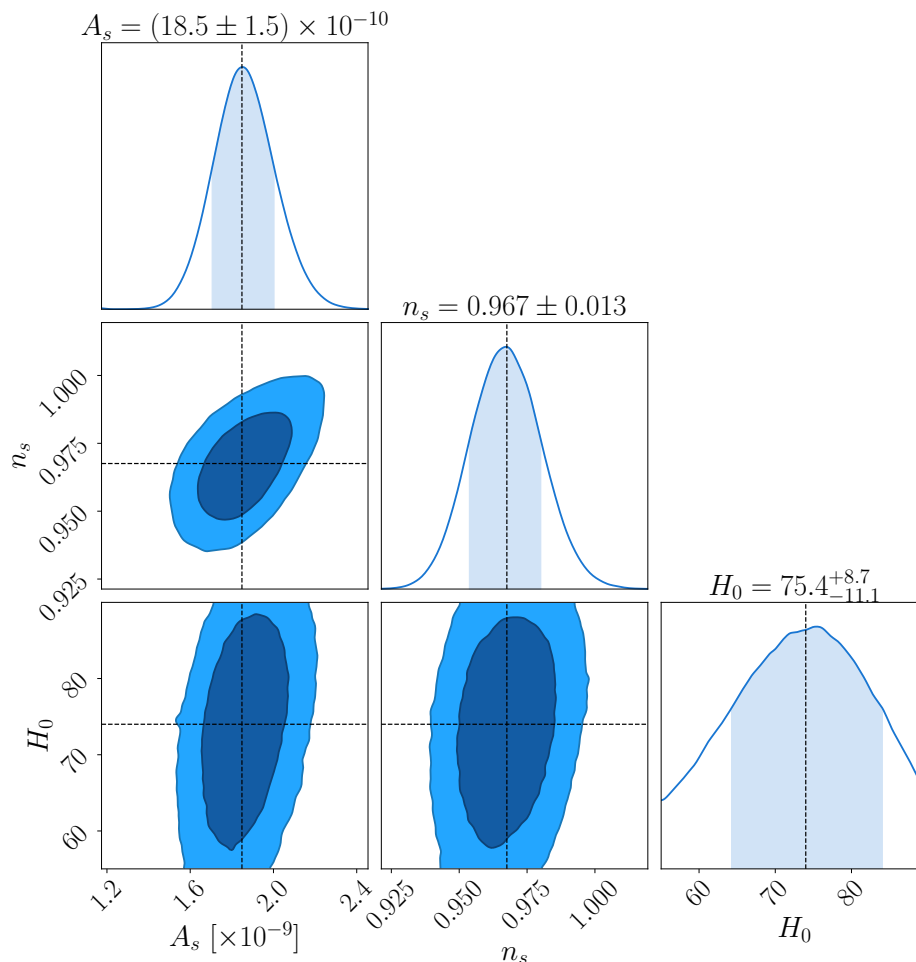 A_s = (18.5 ± 1.5) × 10^{-10}
n_s = 0.967 ± 0.013
1.000
0.975
0.950
0.925
n_s
H_0 = 75.4^{+8.7}_{-11.1}
80
70
60
H_0
1.2 1.6 2.0 2.4
A_s [×10^{-9}]
0.925 0.950 0.975 1.000
n_s
60 70 80
H_0